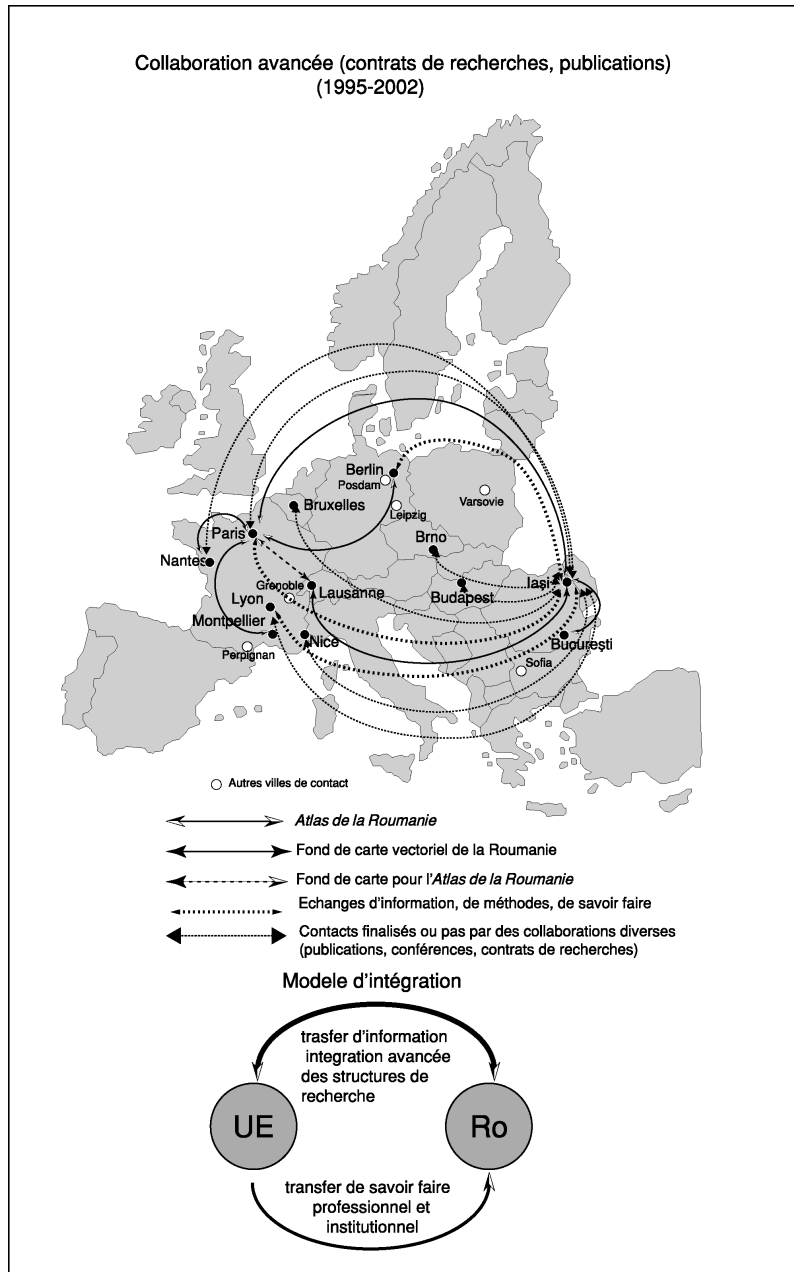 Collaboration avancée (contrats de recherches, publications)
(1995-2002)
Berlin
Posdam
Varsovie
Bruxelles
Leipzig
Paris
Brno
Nantes
Grenoble
Lausanne
Budapest
Iaşi
Lyon
Montpellier
Nice
Bucureşti
Perpignan
Sofia
Autres villes de contact
Atlas de la Roumanie
Fond de carte vectoriel de la Roumanie
Fond de carte pour l'Atlas de la Roumanie
Echanges d'information, de méthodes, de savoir faire
Contacts finalisés ou pas par des collaborations diverses
(publications, conférences, contrats de recherches)
Modele d'intégration
trasfer d'information
integration avancée
des structures de
recherche
UE
Ro
transfer de savoir faire
professionnel et
institutionnel